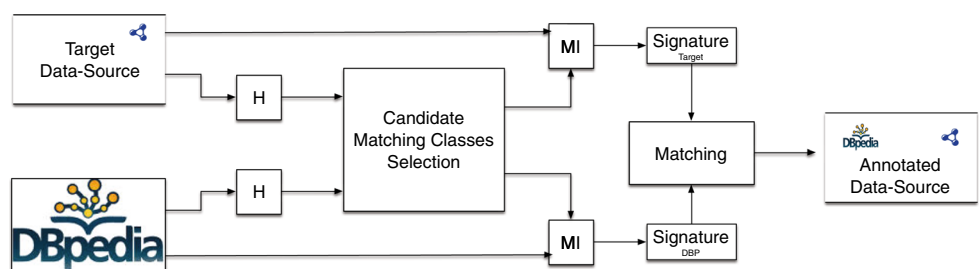 Target
Data-Source
H
Candidate
Matching Classes
Selection
MI
Signature
Target
Matching
DBpedia
Annotated
Data-Source
DBpedia
H
MI
Signature
DBP